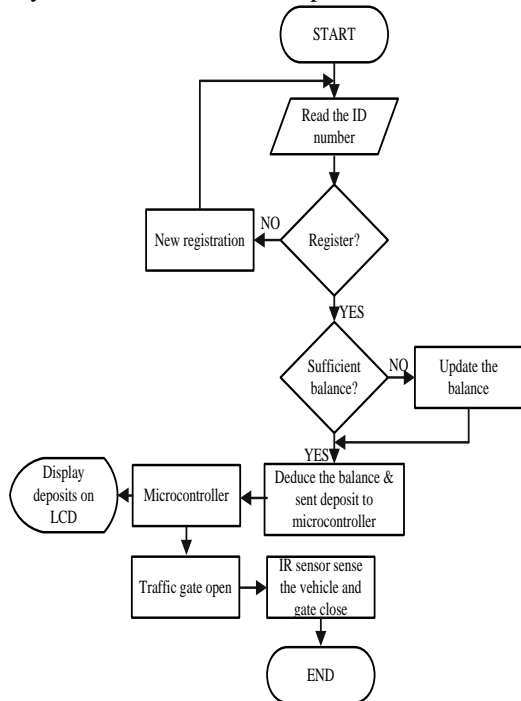 START
Read the ID
number
Register?
NO
New registration
YES
Sufficient
balance?
NO
Update the
balance
YES
Deduce the balance &
sent deposit to
microcontroller
Microcontroller
Display
deposits on
LCD
Traffic gate open
IR sensor sense
the vehicle and
gate close
END